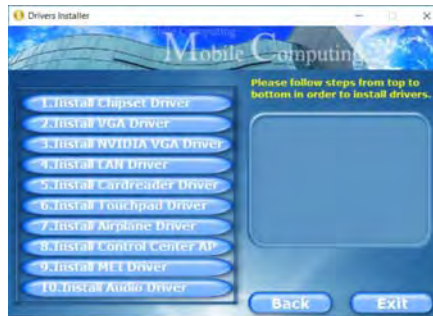 Drivers Installer
Mobile Computing
Please follow steps from top to
bottom in order to install drivers.
1.Install Chipset Driver
2.Install VGA Driver
3.Install NVIDIA VGA Driver
4.Install LAN Driver
5.Install Cardreader Driver
6.Install Touchpad Driver
7.Install Airplane Driver
8.Install Control Center AP
9.Install MEI Driver
10.Install Audio Driver
Back
Exit